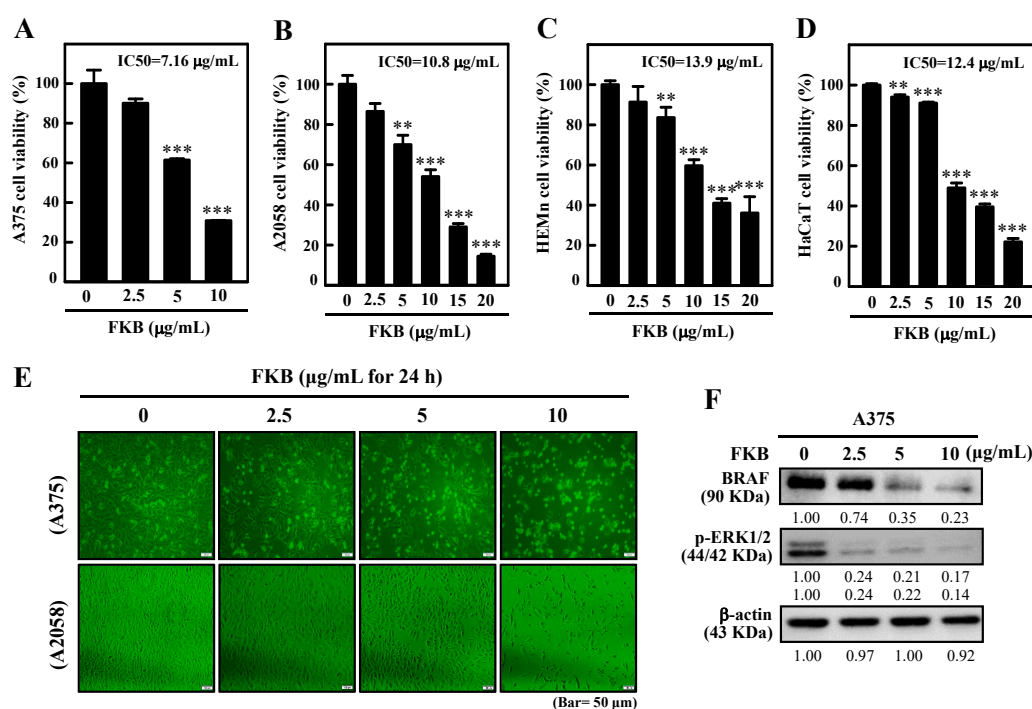 A
IC50=7.16 μg/mL
A375 cell viability (%)
100
80
60
40
20
0
***
***
0 2.5 5 10
FKB (μg/mL)
B
IC50=10.8 μg/mL
A2058 cell viability (%)
100
80
60
40
20
0
**
***
***
***
0 2.5 5 10 15 20
FKB (μg/mL)
C
IC50=13.9 μg/mL
HEMn cell viability (%)
100
80
60
40
20
0
**
***
***
***
0 2.5 5 10 15 20
FKB (μg/mL)
D
IC50=12.4 μg/mL
HaCaT cell viability (%)
100
80
60
40
20
0
**
***
***
***
***
0 2.5 5 10 15 20
FKB (μg/mL)
E
FKB (μg/mL for 24 h)
0 2.5 5 10
(A375)
(A2058)
(Bar= 50 μm)
F
A375
FKB 0 2.5 5 10 (μg/mL)
BRAF
(90 KDa)
1.00 0.74 0.35 0.23
p-ERK1/2
(44/42 KDa)
1.00 0.24 0.21 0.17
1.00 0.24 0.22 0.14
β-actin
(43 KDa)
1.00 0.97 1.00 0.92